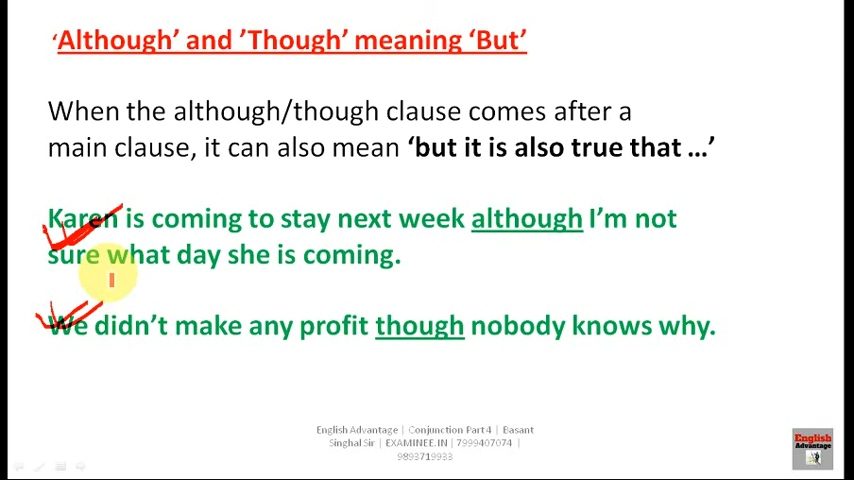 ‘Although’ and ’Though’ meaning ‘But’
When the although/though clause comes after a
main clause, it can also mean ‘but it is also true that …’
Karen is coming to stay next week although I’m not
sure what day she is coming.
We didn’t make any profit though nobody knows why.
English Advantage | Conjunction Part 4 | Basant
Singhal Sir | EXAMINEE.IN | 7999407074 |
9893719933
English
Advantage